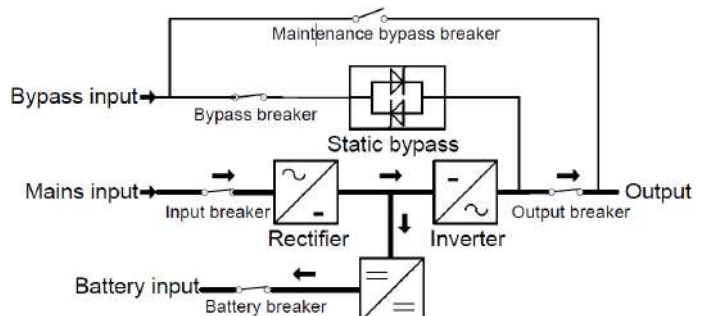 Maintenance bypass breaker
Bypass input
Bypass breaker
Static bypass
Mains input
Output
Input breaker
Output breaker
Rectifier
Inverter
Battery input
Battery breaker